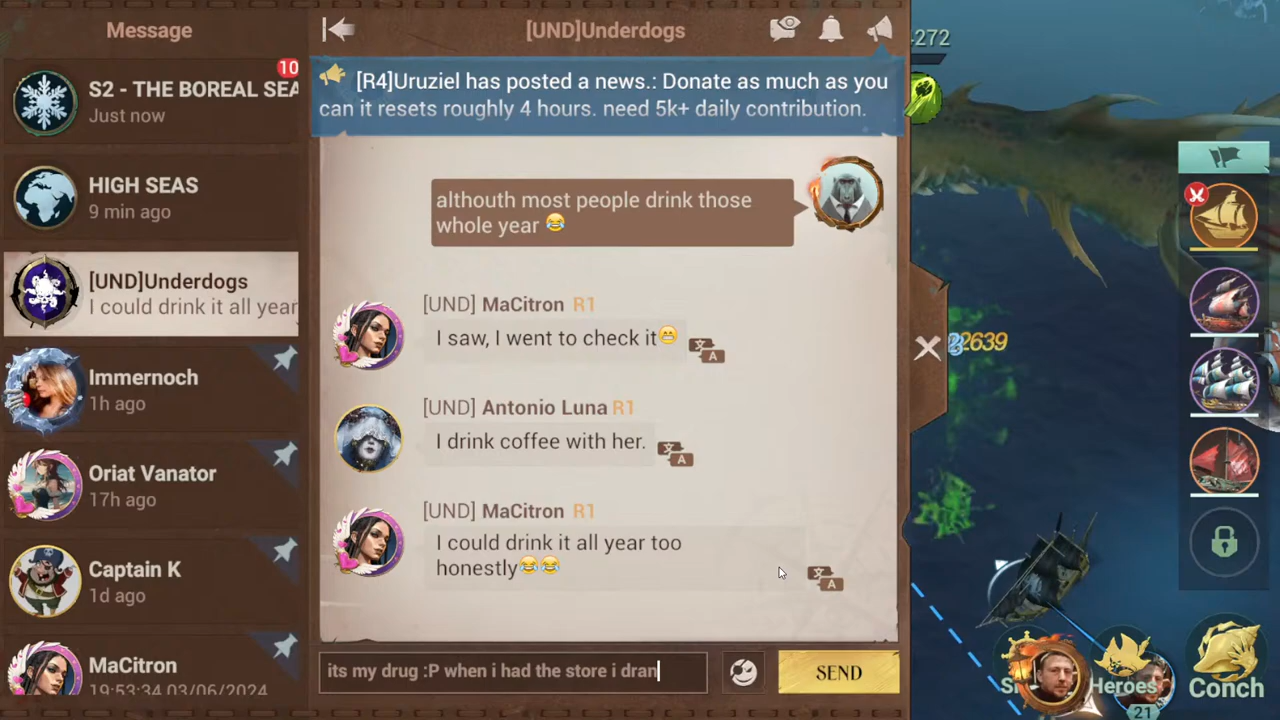 Message
[UND]Underdogs
272
10
S2 - THE BOREAL SEA
Just now
[R4]Uruziel has posted a news.: Donate as much as you
can it resets roughly 4 hours. need 5k+ daily contribution.
HIGH SEAS
9 min ago
althouth most people drink those
whole year 😂
[UND]Underdogs
I could drink it all year
[UND] MaCitron R1
I saw, I went to check it😁
2639
Immernoch
1h ago
[UND] Antonio Luna R1
I drink coffee with her.
Oriat Vanator
17h ago
[UND] MaCitron R1
I could drink it all year too
honestly😂😂
Captain K
1d ago
MaCitron
19:53:34 03/06/2024
its my drug :P when i had the store i dran
SEND
Heroes
21
Conch